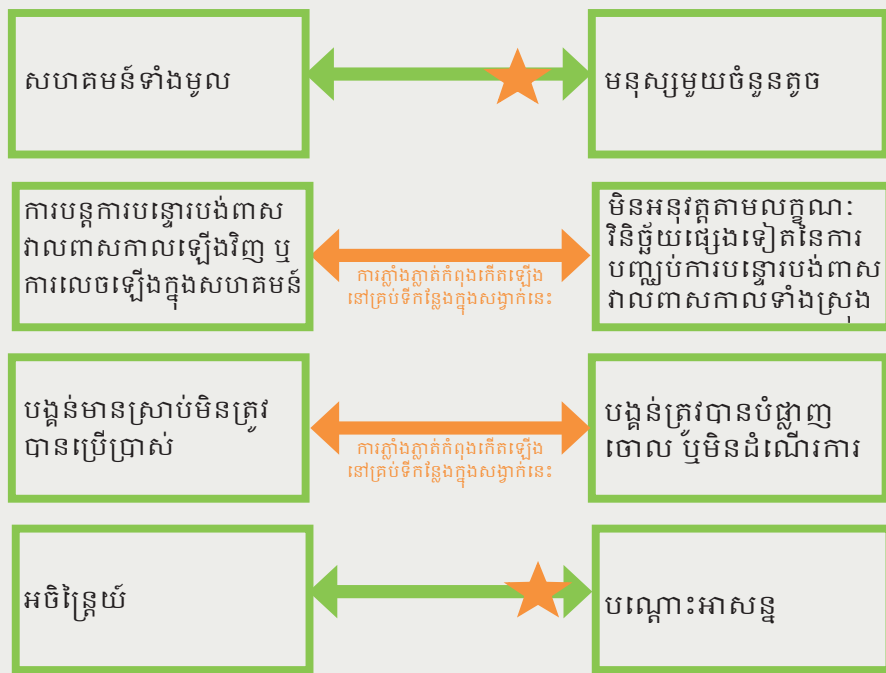 សហគមន៍ទាំងមូល
មនុស្សមួយចំនួនតូច
ការបន្តការបន្ទោរបង់ពាស
វាលពាសកាលឡើងវិញ ឬ
ការលេចឡើងក្នុងសហគមន៍
ការភ្លាំងភ្លាត់កំពុងកើតឡើង
នៅគ្រប់ទីកន្លែងក្នុងសង្វាក់នេះ
មិនអនុវត្តតាមលក្ខណៈ
វិនិច្ឆ័យផ្សេងទៀតនៃការ
បញ្ឈប់ការបន្ទោរបង់ពាស
វាលពាសកាលទាំងស្រុង
បង្គន់មានស្រាប់មិនត្រូវ
បានប្រើប្រាស់
ការភ្លាំងភ្លាត់កំពុងកើតឡើង
នៅគ្រប់ទីកន្លែងក្នុងសង្វាក់នេះ
បង្គន់ត្រូវបានបំផ្លាញ
ចោល ឬមិនដំណើរការ
អចិន្ត្រៃយ៍
បណ្តោះអាសន្ន